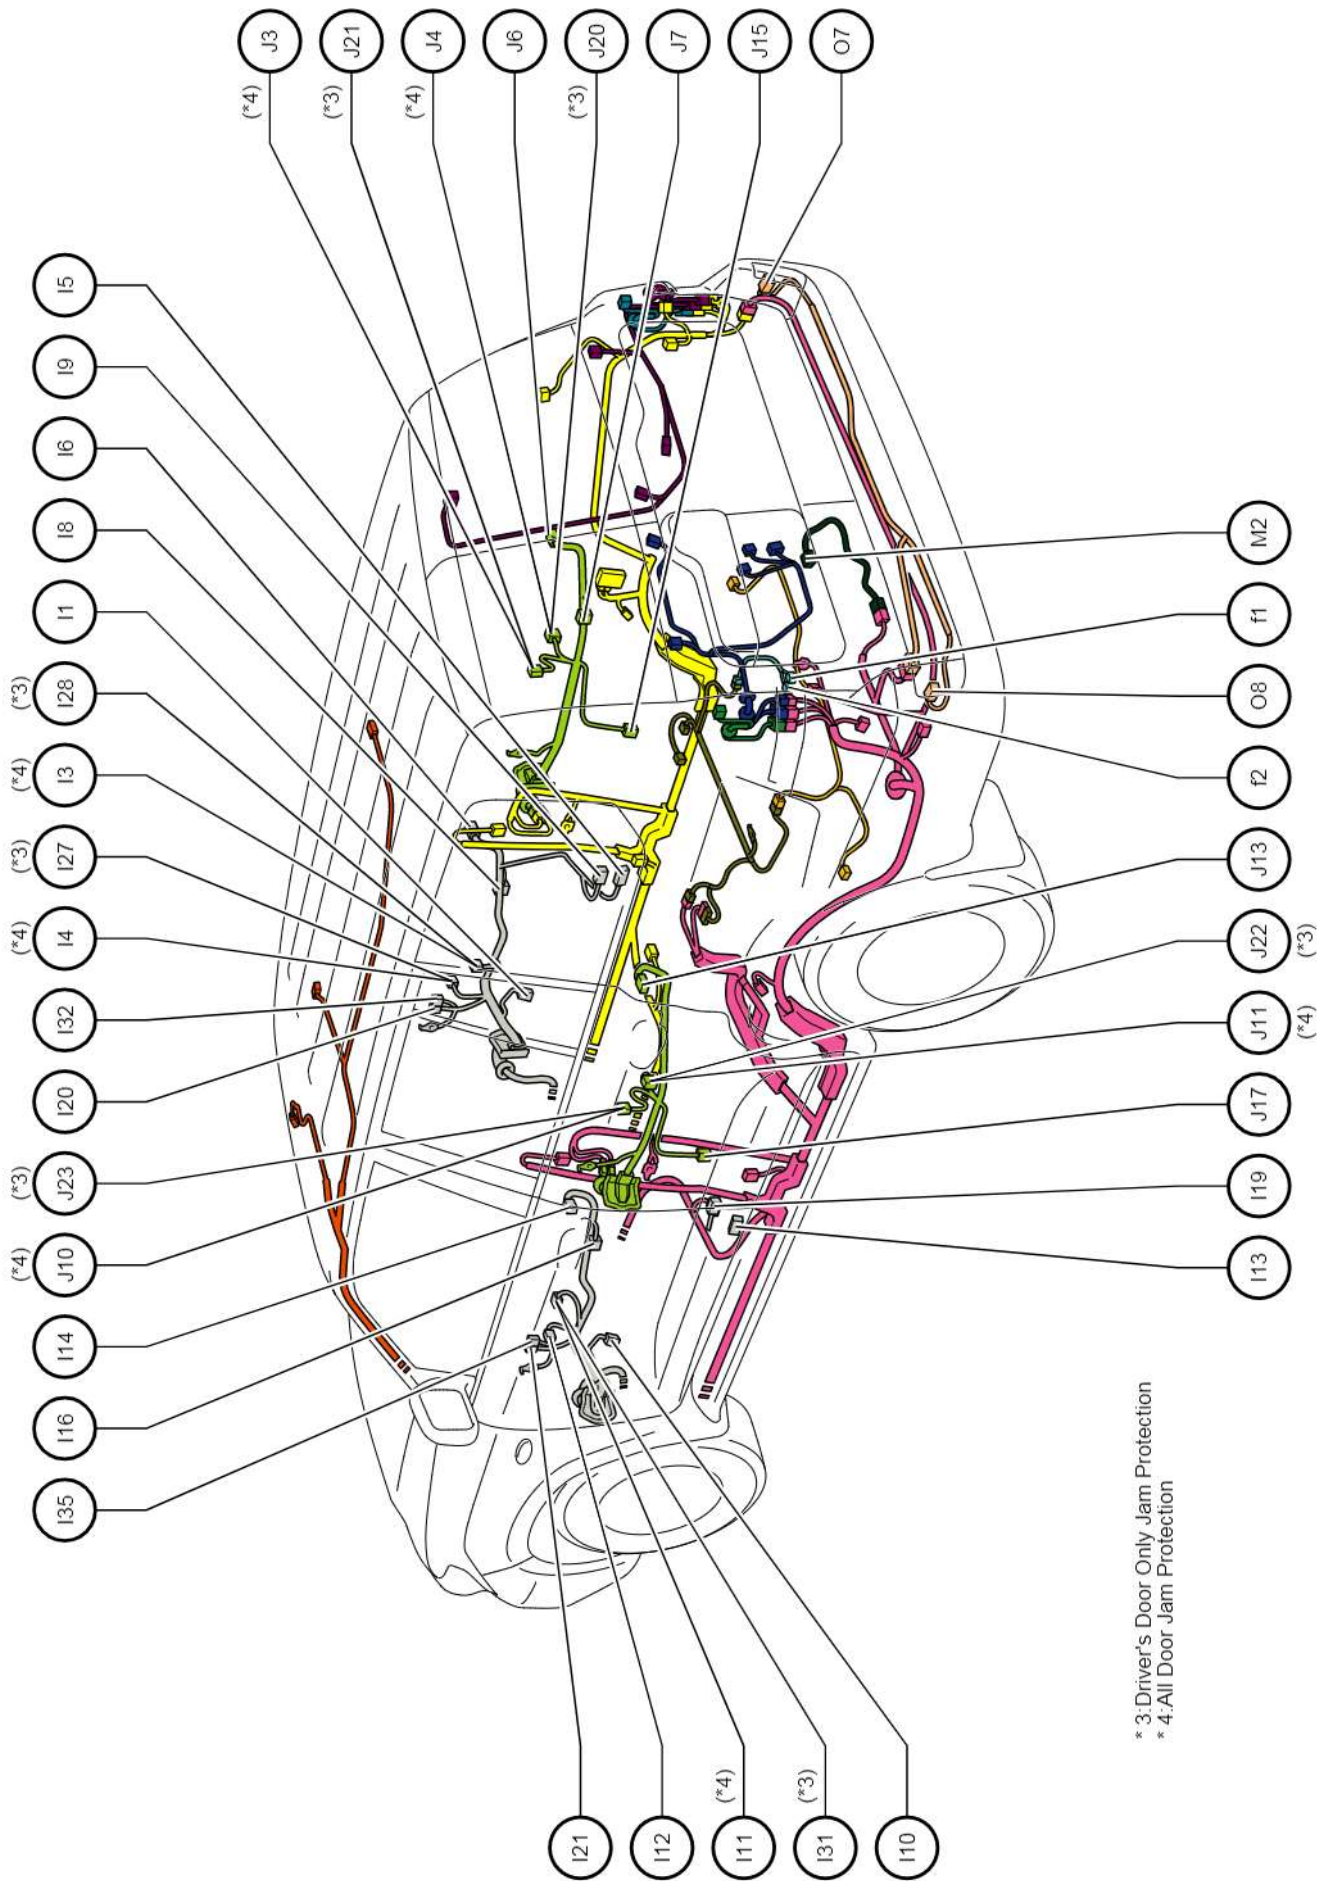 I35
I16
I14
(*4)
J10
(*3)
J23
I20
I32
(*4)
I4
(*3)
I27
(*4)
I3
(*3)
I28
I1
I8
I6
I9
I5
(*4)
J3
(*3)
J21
(*4)
J4
J6
(*3)
J20
J7
J15
O7
I21
I12
(*4)
I11
(*3)
I31
I10
I13
I19
J17
J11
(*4)
J22
(*3)
J13
f2
O8
f1
M2
* 3:Driver's Door Only Jam Protection
* 4:All Door Jam Protection